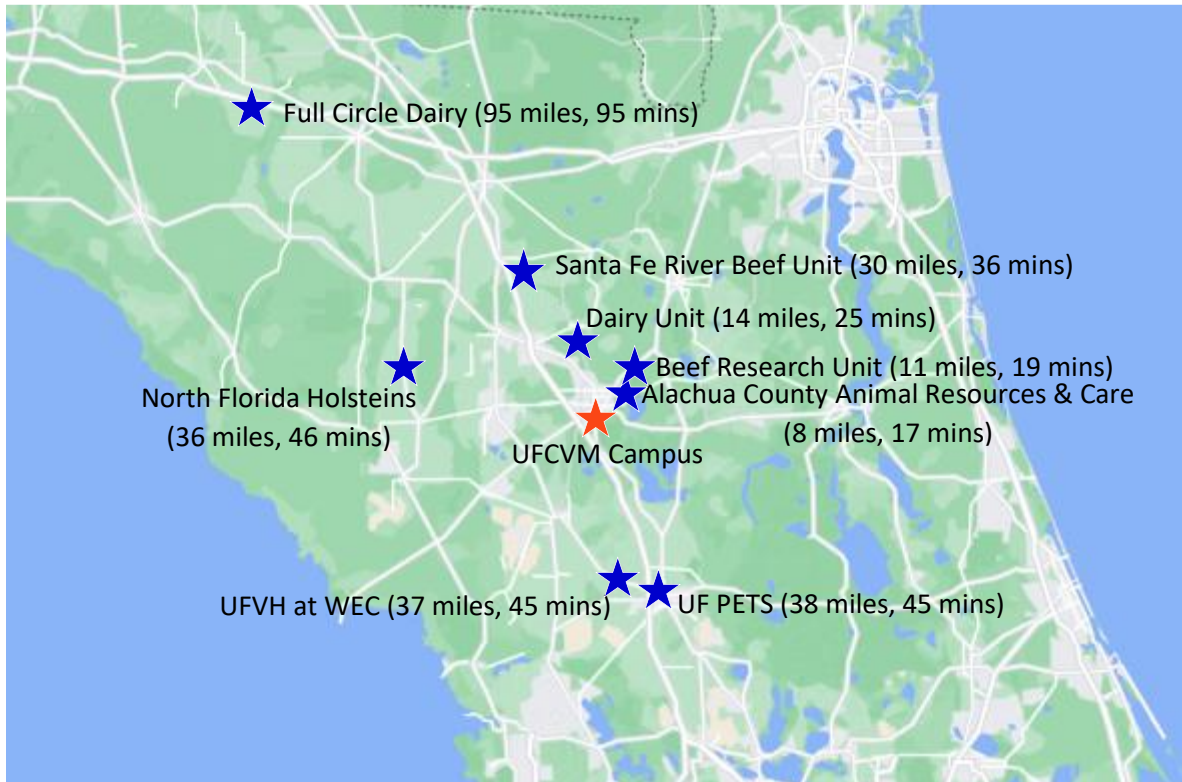 Full Circle Dairy (95 miles, 95 mins)
Santa Fe River Beef Unit (30 miles, 36 mins)
Dairy Unit (14 miles, 25 mins)
Beef Research Unit (11 miles, 19 mins)
North Florida Holsteins
(36 miles, 46 mins)
Alachua County Animal Resources & Care
(8 miles, 17 mins)
UFCVM Campus
UFVH at WEC (37 miles, 45 mins)
UF PETS (38 miles, 45 mins)